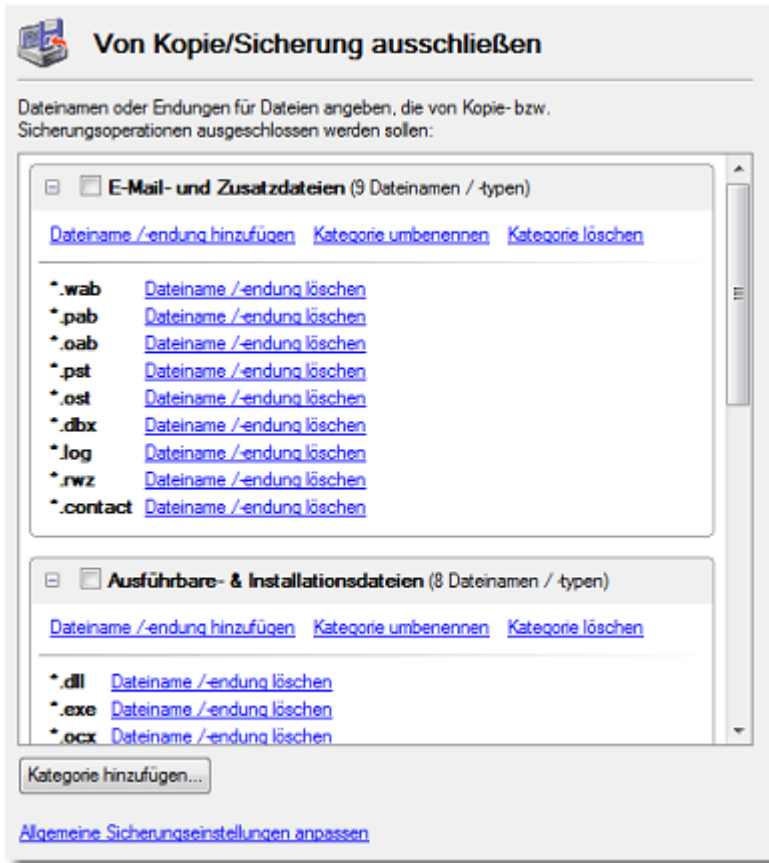 Von Kopie/Sicherung ausschließen
Dateinamen oder Endungen für Dateien angeben, die von Kopie- bzw.
Sicherungsoperationen ausgeschlossen werden sollen:
E-Mail- und Zusatzdateien (9 Dateinamen / -typen)
Dateiname /-endung hinzufügen Kategorie umbenennen Kategorie löschen
*.wab Dateiname /-endung löschen
*.pab Dateiname /-endung löschen
*.oab Dateiname /-endung löschen
*.pst Dateiname /-endung löschen
*.ost Dateiname /-endung löschen
*.dbx Dateiname /-endung löschen
*.log Dateiname /-endung löschen
*.rwz Dateiname /-endung löschen
*.contact Dateiname /-endung löschen
Ausführbare- & Installationsdateien (8 Dateinamen / -typen)
Dateiname /-endung hinzufügen Kategorie umbenennen Kategorie löschen
*.dll Dateiname /-endung löschen
*.exe Dateiname /-endung löschen
*.ocx Dateiname /-endung löschen
Kategorie hinzufügen...
Allgemeine Sicherungseinstellungen anpassen